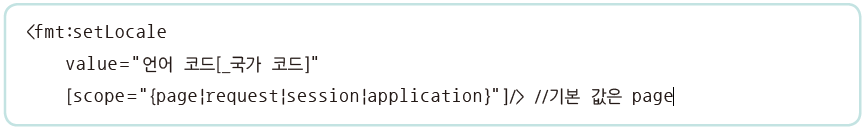 <fmt:setLocale
value="언어 코드[_국가 코드]"
[scope="{page¦request¦session¦application}"]/> //기본 값은 page